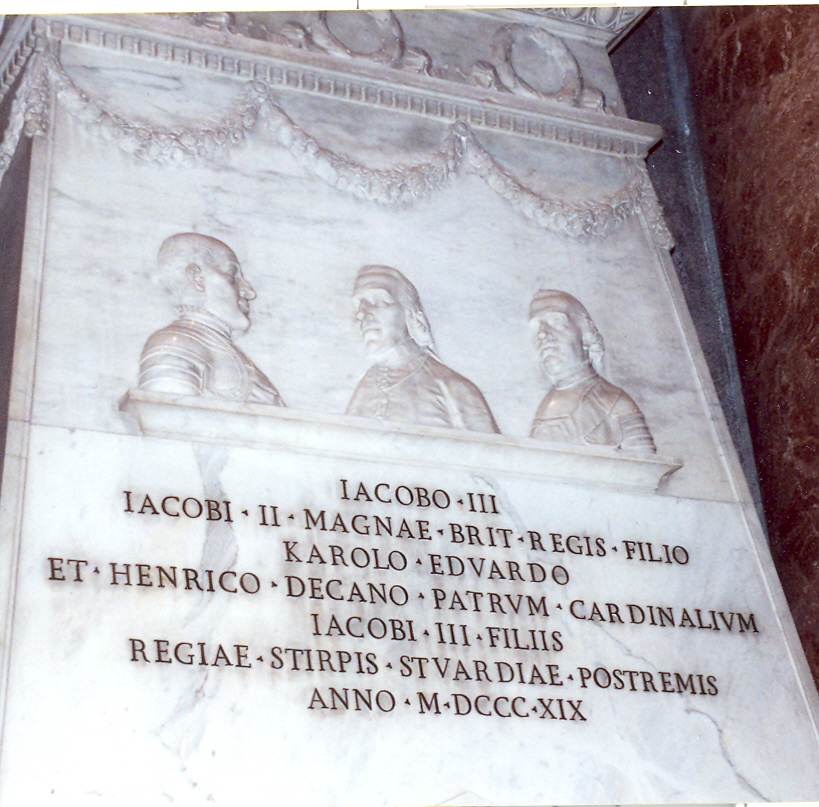 IACOBO · III
IACOBI · II · MAGNAE · BRIT · REGIS · FILIO
KAROLO · EDVARDO
ET · HENRICO · DECANO · PATRVM · CARDINALIVM
IACOBI · III · FILIIS
REGIAE · STIRPIS · STVARDIAE · POSTREMIS
ANNO · M · DCCC · XIX